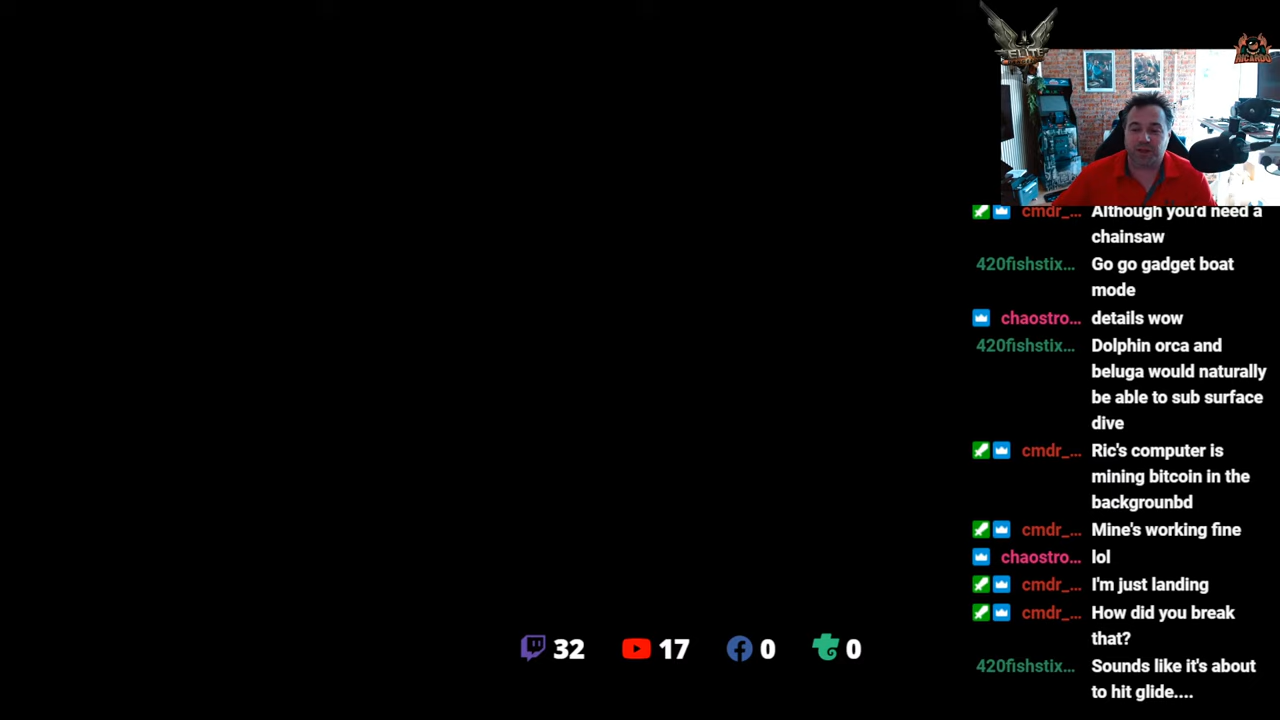 ELITE
RICARDO
cmdr_... Although you'd need a
chainsaw
420fishstix... Go go gadget boat
mode
chaostro... details wow
420fishstix... Dolphin orca and
beluga would naturally
be able to sub surface
dive
cmdr_... Ric's computer is
mining bitcoin in the
backgrounbd
cmdr_... Mine's working fine
chaostro... lol
cmdr_... I'm just landing
cmdr_... How did you break
that?
420fishstix... Sounds like it's about
to hit glide....
32 17 0 0